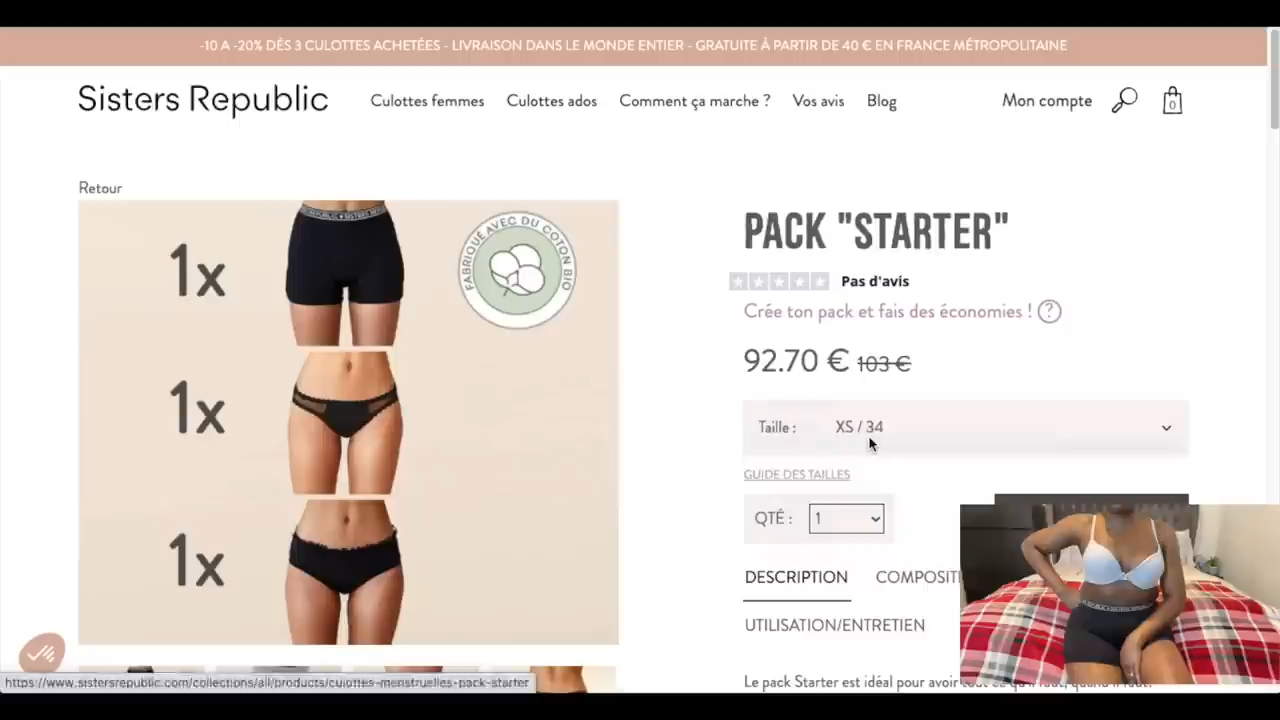 -10 A -20% DÈS 3 CULOTTES ACHETÉES - LIVRAISON DANS LE MONDE ENTIER - GRATUITE À PARTIR DE 40 € EN FRANCE MÉTROPOLITAINE
Sisters Republic
Culottes femmes
Culottes ados
Comment ça marche ?
Vos avis
Blog
Mon compte
0
Retour
1x
1x
1x
FABRIQUÉ AVEC DU COTON BIO
PACK "STARTER"
Pas d'avis
Crée ton pack et fais des économies ! ?
92.70 € 103 €
Taille : XS / 34
GUIDE DES TAILLES
QTÉ : 1
DESCRIPTION
UTILISATION/ENTRETIEN
Le pack Starter est idéal pour avoir
https://www.sistersrepublic.com/collections/all/products/culottes-menstruelles-pack-starter